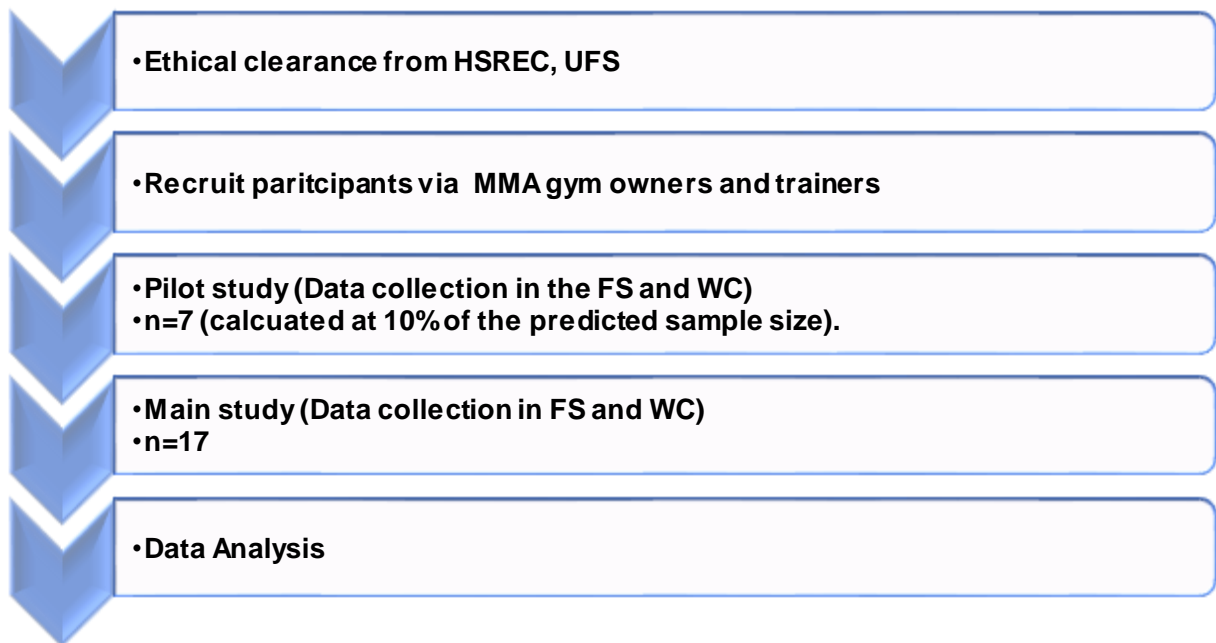 •Ethical clearance from HSREC, UFS
•Recruit paritcipants via MMA gym owners and trainers
•Pilot study (Data collection in the FS and WC)
•n=7 (calcuated at 10% of the predicted sample size).
•Main study (Data collection in FS and WC)
•n=17
•Data Analysis